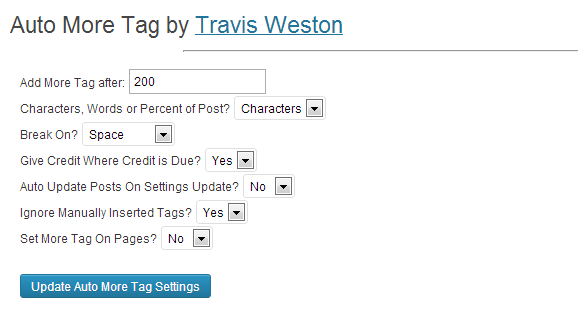 Auto More Tag by Travis Weston
Add More Tag after: 200
Characters, Words or Percent of Post? Characters
Break On? Space
Give Credit Where Credit is Due? Yes
Auto Update Posts On Settings Update? No
Ignore Manually Inserted Tags? Yes
Set More Tag On Pages? No
Update Auto More Tag Settings